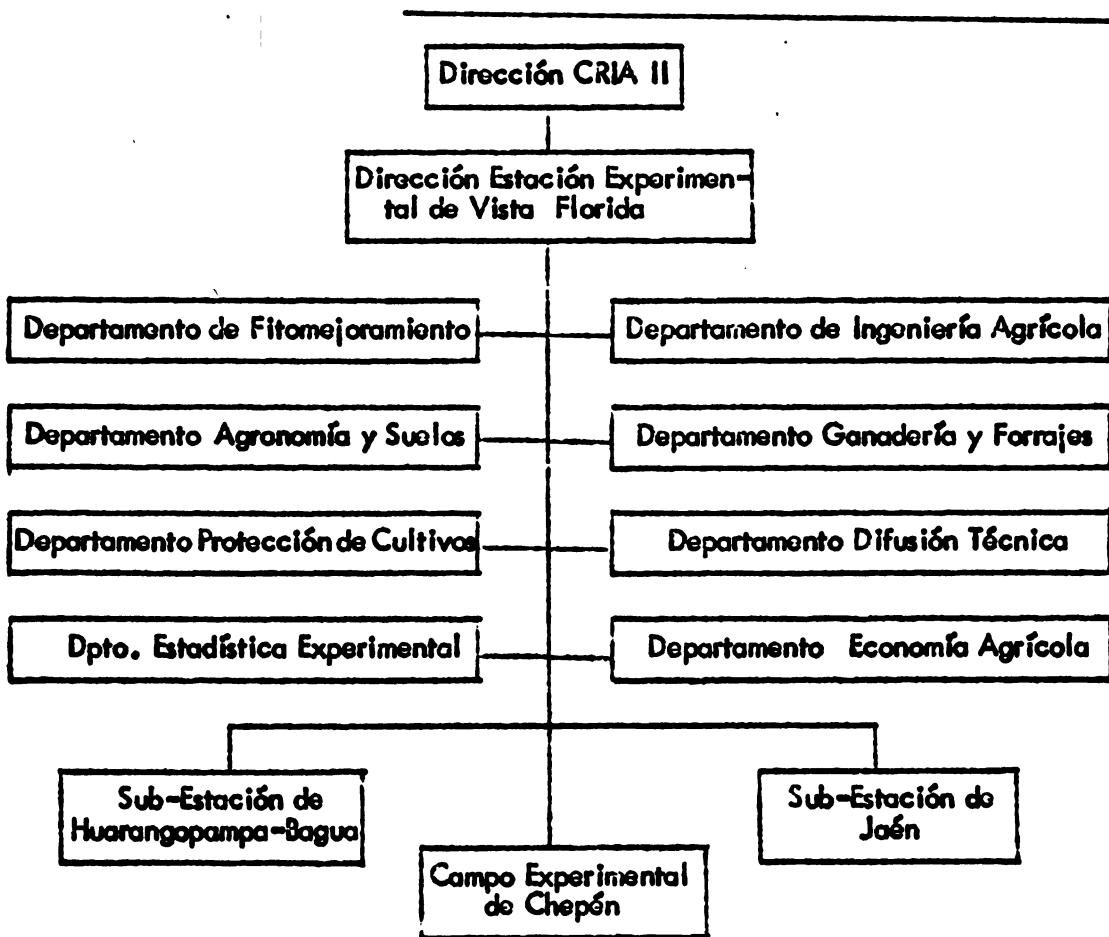 Dirección CRIA II
Dirección Estación Experimen-
tal de Vista Florida
Departamento de Fitomejoramiento
Departamento de Ingeniería Agrícola
Departamento Agronomía y Suelos
Departamento Ganadería y Forrajes
Departamento Protección de Cultivos
Departamento Difusión Técnica
Dpto. Estadística Experimental
Departamento Economía Agrícola
Sub-Estación de
Huarangopampa-Bagua
Sub-Estación de
Jaén
Campo Experimental
de Chepén